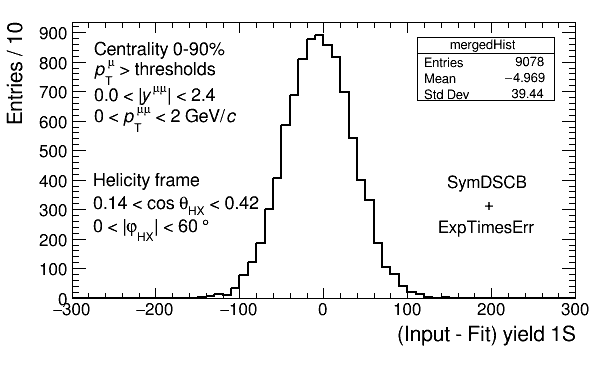 Entries / 10
900
800
700
600
500
400
300
200
100
0
Centrality 0-90%
p_T^μ > thresholds
0.0 < |y^μμ| < 2.4
0 < p_T^μμ < 2 GeV/c
Helicity frame
0.14 < cos θ_HX < 0.42
0 < |φ_HX| < 60 °
mergedHist
Entries 9078
Mean −4.969
Std Dev 39.44
SymDSCB
+
ExpTimesErr
−300 −200 −100 0 100 200 300
(Input - Fit) yield 1S